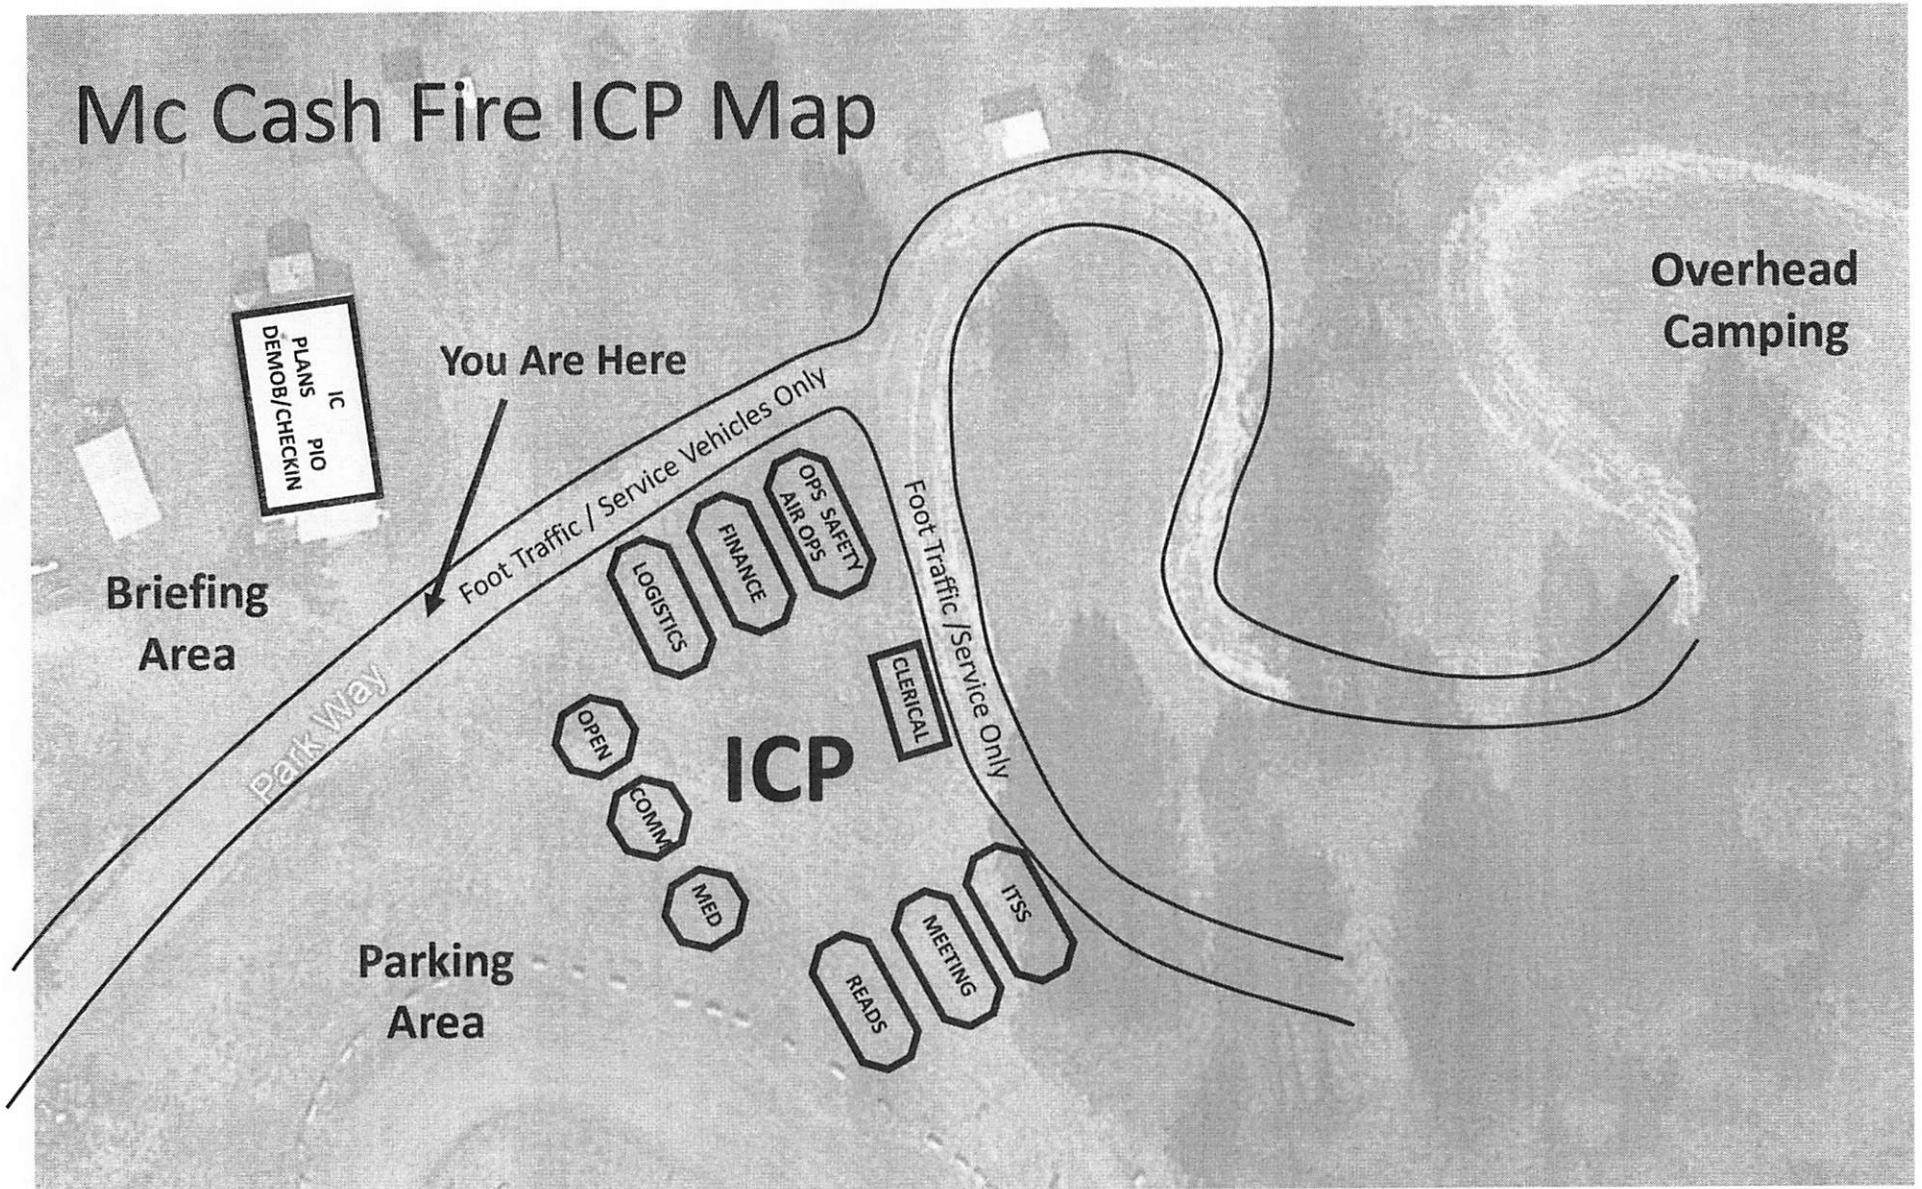 Mc Cash Fire ICP Map
Overhead
Camping
You Are Here
IC
PLANS PIO
DEMOB/CHECKIN
Foot Traffic / Service Vehicles Only
OPS SAFETY
AIR OPS
FINANCE
LOGISTICS
Foot Traffic /Service Only
Briefing
Area
Park Way
CLERICAL
OPEN
ICP
COMM
MED
ITSS
MEETING
READS
Parking
Area